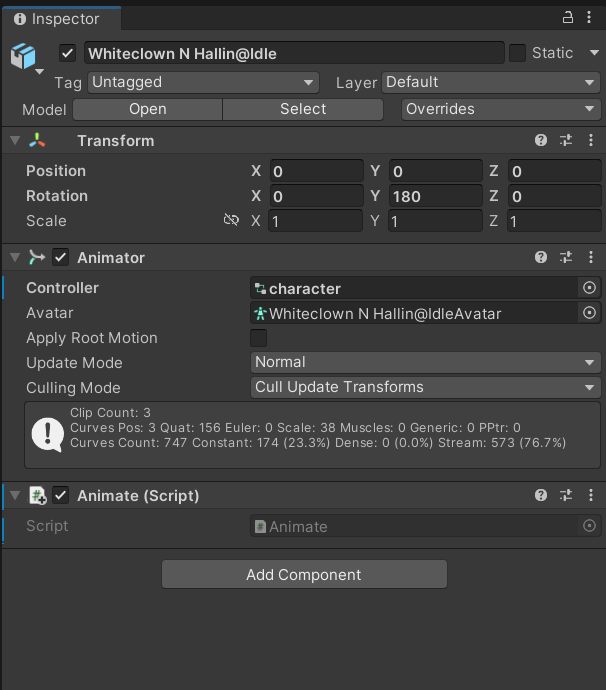 Inspector
Whiteclown N Hallin@Idle Static
Tag Untagged Layer Default
Model Open Select Overrides
Transform
Position X 0 Y 0 Z 0
Rotation X 0 Y 180 Z 0
Scale X 1 Y 1 Z 1
Animator
Controller character
Avatar Whiteclown N Hallin@IdleAvatar
Apply Root Motion
Update Mode Normal
Culling Mode Cull Update Transforms
Clip Count: 3
Curves Pos: 3 Quat: 156 Euler: 0 Scale: 38 Muscles: 0 Generic: 0 PPtr: 0
Curves Count: 747 Constant: 174 (23.3%) Dense: 0 (0.0%) Stream: 573 (76.7%)
Animate (Script)
Script Animate
Add Component